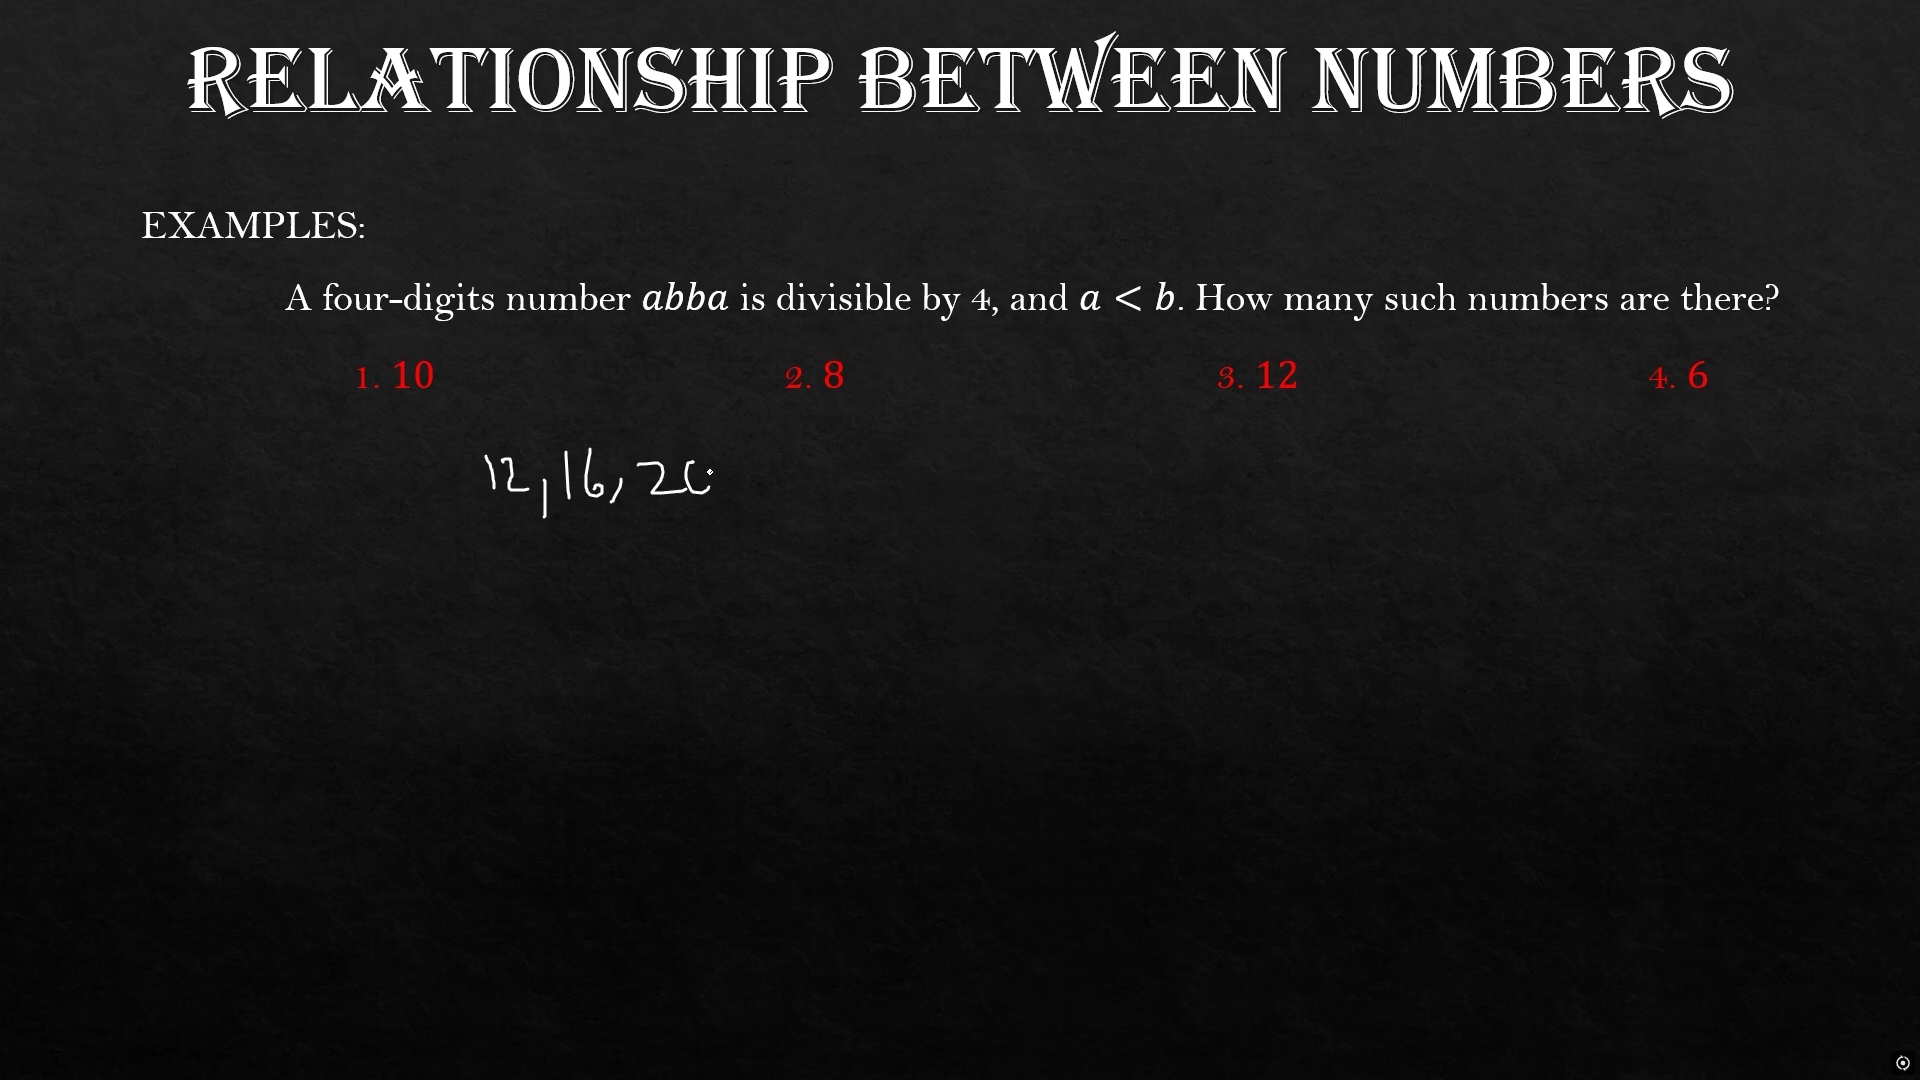 RELATIONSHIP BETWEEN NUMBERS
EXAMPLES:
A four-digits number abba is divisible by 4, and a < b. How many such numbers are there?
1. 10 2. 8 3. 12 4. 6
12, 16, 20